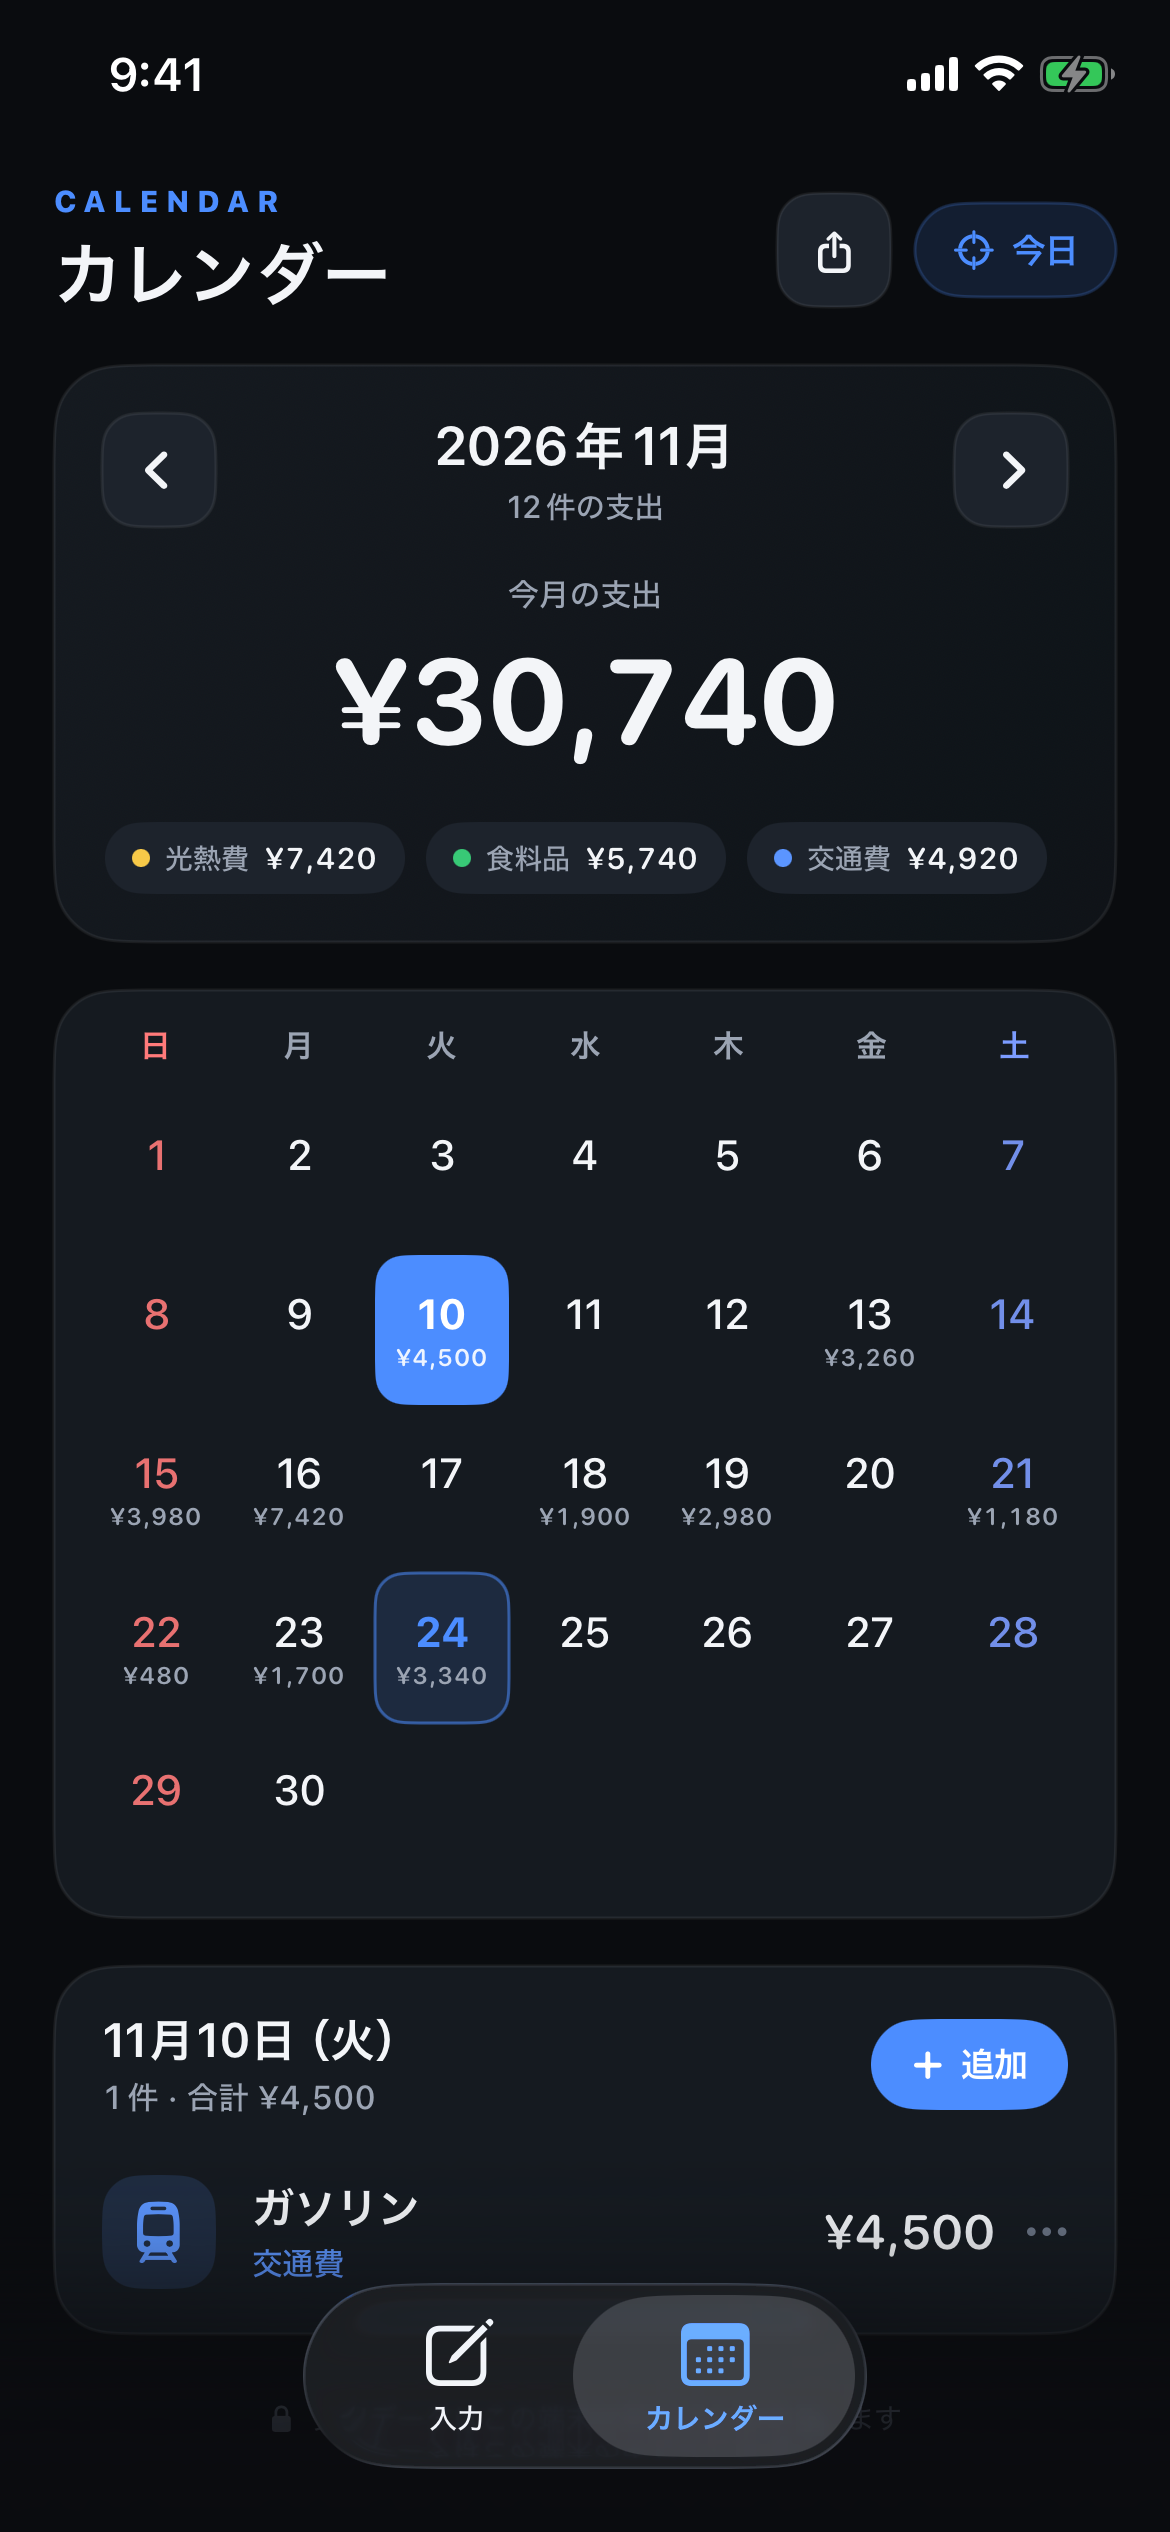 9:41
CALENDAR
カレンダー
今日
2026年11月
12件の支出
今月の支出
¥30,740
光熱費 ¥7,420
食料品 ¥5,740
交通費 ¥4,920
日 月 火 水 木 金 土
1 2 3 4 5 6 7
8 9 10 11 12 13 14
¥4,500 ¥3,260
15 16 17 18 19 20 21
¥3,980 ¥7,420 ¥1,900 ¥2,980 ¥1,180
22 23 24 25 26 27 28
¥480 ¥1,700 ¥3,340
29 30
11月10日（火）
1件 · 合計 ¥4,500
追加
ガソリン
交通費
¥4,500
入力
カレンダー
ます